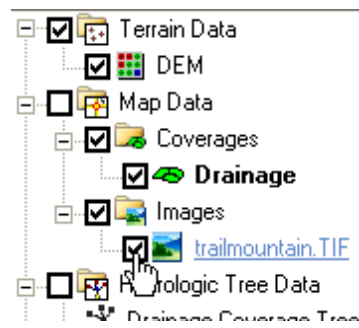 Terrain Data
DEM
Map Data
Coverages
Drainage
Images
trailmountain.TIF
Tree Data
Drainage Coverage Tree